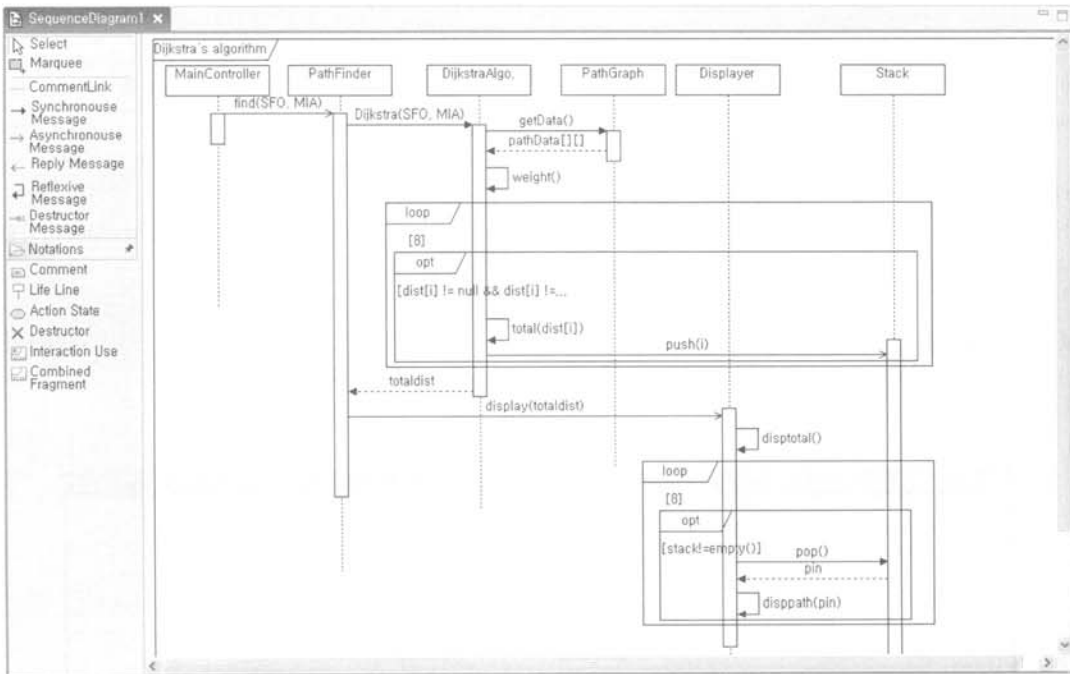 SequenceDiagram1
Select
Marquee
CommentLink
Synchronouse
Message
Asynchronouse
Message
Reply Message
Reflexive
Message
Destructor
Message
Notations
Comment
Life Line
Action State
Destructor
Interaction Use
Combined
Fragment
Dijkstra's algorithm
MainController
PathFinder
DijkstraAlgo,
PathGraph
Displayer
Stack
find(SFO, MIA)
Dijkstra(SFO, MIA)
getData()
pathData[][]
weight()
loop
[8]
opt
[dist[i] != null && dist[i] !=...
total(dist[i])
push(i)
totaldist
display(totaldist)
disptotal()
loop
[8]
opt
[stack!=empty()]
pop()
pin
disppath(pin)